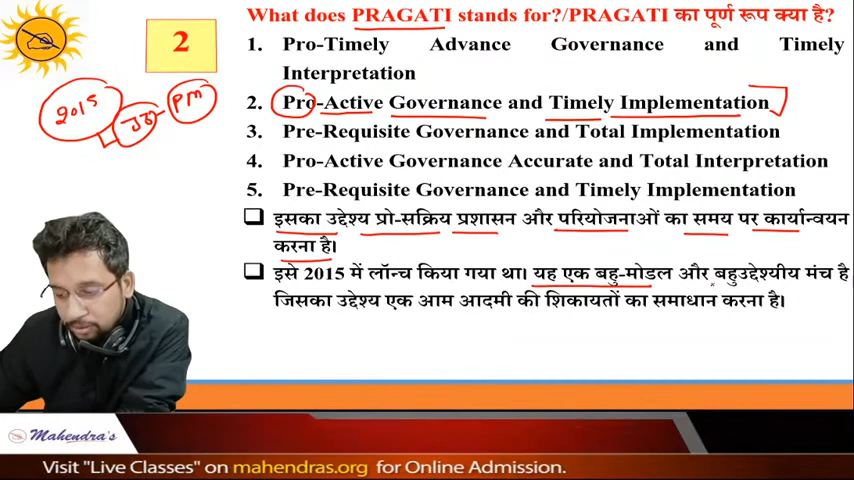 What does PRAGATI stands for?/PRAGATI का पूर्ण रूप क्या है?
2
1. Pro-Timely Advance Governance and Timely
Interpretation
2. Pro-Active Governance and Timely Implementation
3. Pre-Requisite Governance and Total Implementation
4. Pro-Active Governance Accurate and Total Interpretation
5. Pre-Requisite Governance and Timely Implementation
इसका उद्देश्य प्रो-सक्रिय प्रशासन और परियोजनाओं का समय पर कार्यान्वयन
करना है।
इसे 2015 में लॉन्च किया गया था। यह एक बहु-मोडल और बहुउद्देश्यीय मंच है
जिसका उद्देश्य एक आम आदमी की शिकायतों का समाधान करना है।
2015
PM
Mahendra's
Visit "Live Classes" on mahendras.org for Online Admission.